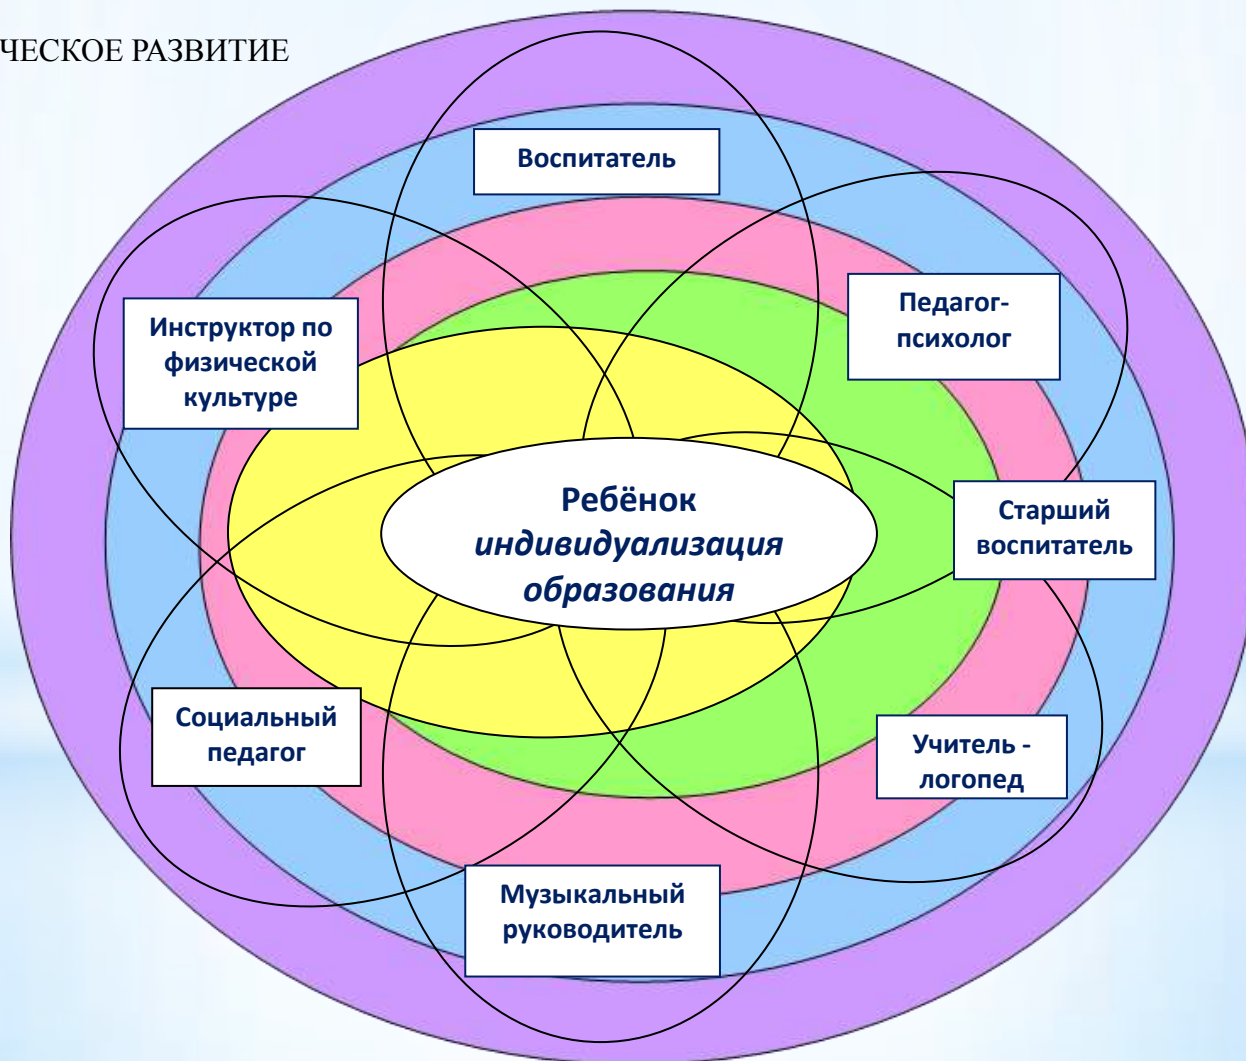 ЧЕСКОЕ РАЗВИТИЕ
Воспитатель
Педагог-
психолог
Инструктор по
физической
культуре
Ребёнок
индивидуализация
образования
Старший
воспитатель
Социальный
педагог
Учитель -
логопед
Музыкальный
руководитель